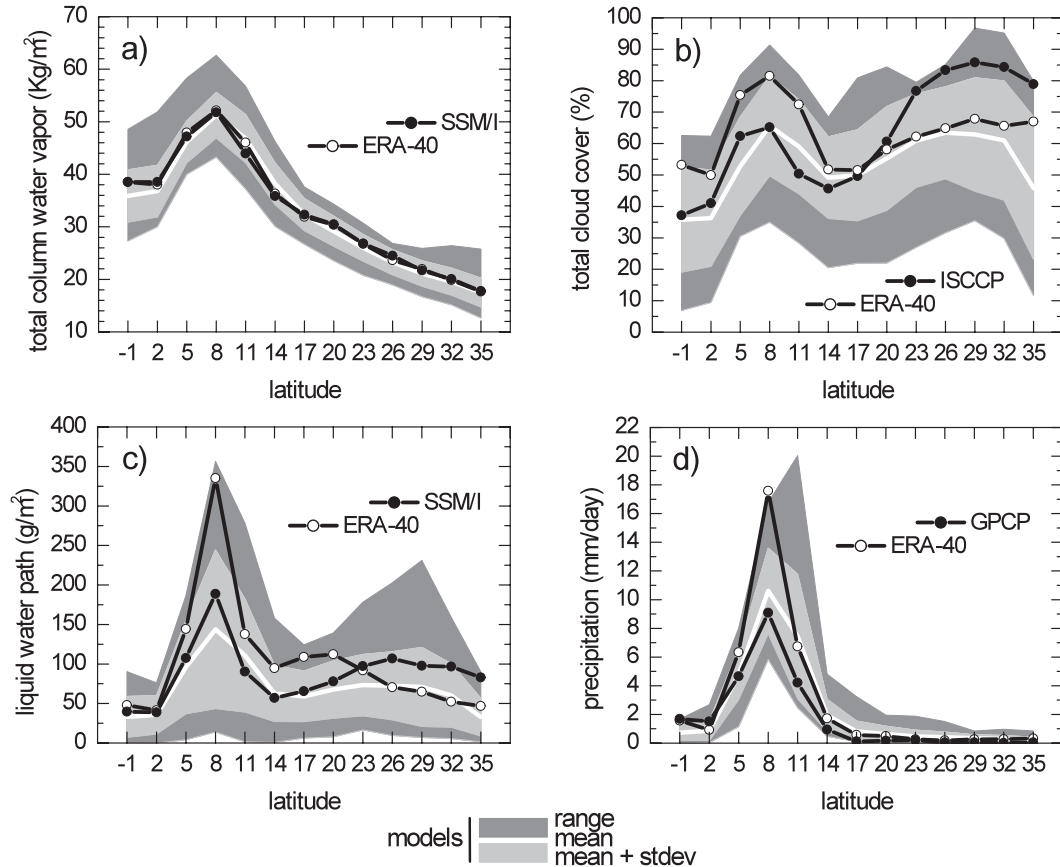 a)
total column water vapor (Kg/m²)
70
60
50
40
30
20
10
SSM/I
ERA-40
-1 2 5 8 11 14 17 20 23 26 29 32 35
latitude
b)
total cloud cover (%)
100
90
80
70
60
50
40
30
20
10
0
ISCCP
ERA-40
-1 2 5 8 11 14 17 20 23 26 29 32 35
latitude
c)
liquid water path (g/m²)
400
350
300
250
200
150
100
50
0
SSM/I
ERA-40
-1 2 5 8 11 14 17 20 23 26 29 32 35
latitude
d)
precipitation (mm/day)
22
20
18
16
14
12
10
8
6
4
2
0
GPCP
ERA-40
-1 2 5 8 11 14 17 20 23 26 29 32 35
latitude
models
range
mean
mean + stdev